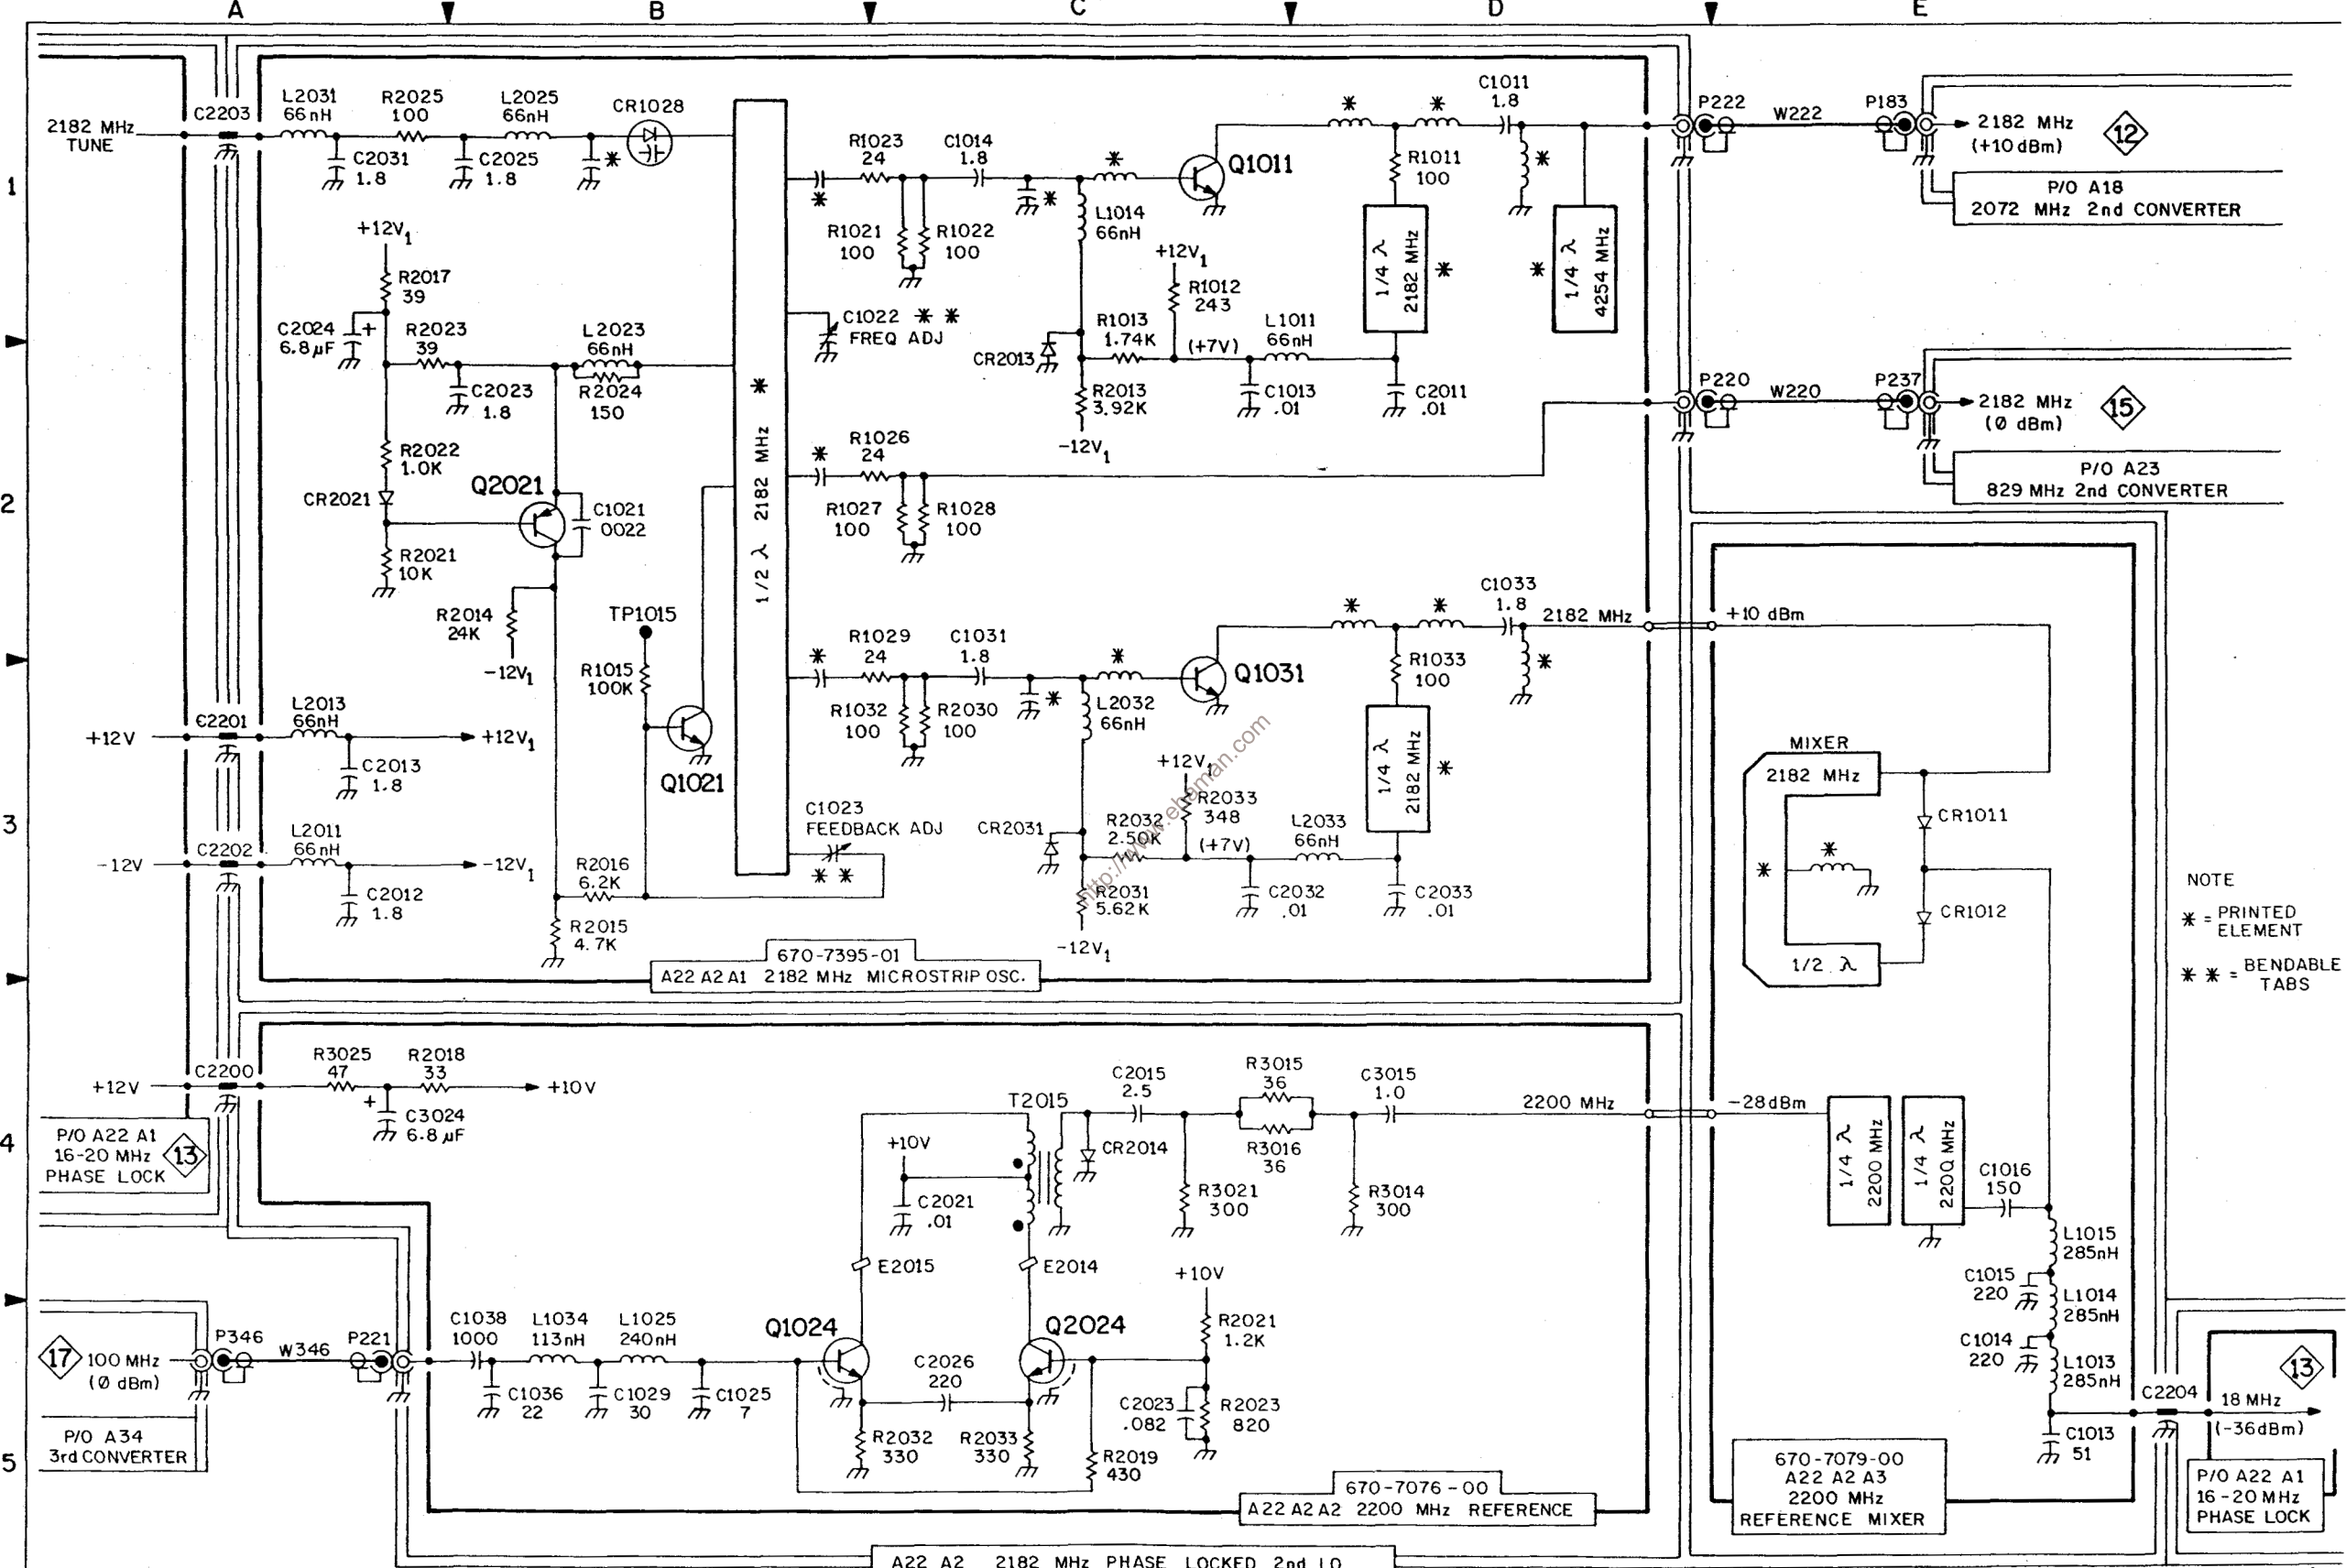 A B C D E
1
2
3
4
5
2182 MHz
TUNE
C2203
L2031
66nH
R2025
100
L2025
66nH
CR1028
C2031
1.8
C2025
1.8
*
+12V1
R2017
39
C2024
6.8µF
+
R2023
39
L2023
66nH
C2023
1.8
R2024
150
R2022
1.0K
CR2021
Q2021
C1021
0022
R2021
10K
R2014
24K
-12V1
TP1015
R1015
100K
Q1021
C2201
+12V
L2013
66nH
+12V1
C2013
1.8
C2202
-12V
L2011
66nH
-12V1
C2012
1.8
R2016
6.2K
R2015
4.7K
1/2 λ 2182 MHz *
*
R1023
24
C1014
1.8
*
*
Q1011
R1021
100
R1022
100
L1014
66nH
+12V1
R1012
243
C1022 * *
FREQ ADJ
CR2013
R1013
1.74K
(+7V)
L1011
66nH
R2013
3.92K
-12V1
C1013
.01
C2011
.01
*
*
C1011
1.8
R1011
100
*
1/4 λ
2182 MHz
*
1/4 λ
4254 MHz
*
*
R1026
24
R1027
100
R1028
100
*
R1029
24
C1031
1.8
*
*
Q1031
R1032
100
R2030
100
L2032
66nH
+12V1
R2033
348
C1023
FEEDBACK ADJ
* *
CR2031
R2032
2.50K
(+7V)
L2033
66nH
R2031
5.62K
-12V1
C2032
.01
C2033
.01
*
*
C1033
1.8
2182 MHz
R1033
100
*
1/4 λ
2182 MHz
*
http://www.ebaman.com
670-7395-01
A22 A2 A1 2182 MHz MICROSTRIP OSC.
P222
W222
P183
2182 MHz
(+10 dBm)
12
P/O A18
2072 MHz 2nd CONVERTER
P220
W220
P237
2182 MHz
(0 dBm)
15
P/O A23
829 MHz 2nd CONVERTER
+10 dBm
MIXER
2182 MHz
*
*
1/2 λ
CR1011
CR1012
NOTE
* = PRINTED
ELEMENT
* * = BENDABLE
TABS
+12V
C2200
R3025
47
R2018
33
+10V
+
C3024
6.8 µF
P/O A22 A1
16-20 MHz
PHASE LOCK
13
T2015
+10V
C2021
.01
C2015
2.5
CR2014
R3015
36
R3016
36
C3015
1.0
R3021
300
R3014
300
2200 MHz
-28dBm
1/4 λ
2200 MHz
1/4 λ
2200 MHz
C1016
150
L1015
285nH
C1015
220
L1014
285nH
C1014
220
L1013
285nH
C2204
C1013
51
18 MHz
(-36dBm)
13
P/O A22 A1
16-20 MHz
PHASE LOCK
E2015
E2014
17
100 MHz
(0 dBm)
P346
W346
P221
P/O A34
3rd CONVERTER
C1038
1000
L1034
113nH
L1025
240nH
C1036
22
C1029
30
C1025
7
Q1024
Q2024
C2026
220
R2032
330
R2033
330
+10V
R2021
1.2K
C2023
.082
R2023
820
R2019
430
670-7076-00
A22 A2 A2 2200 MHz REFERENCE
670-7079-00
A22 A2 A3
2200 MHz
REFERENCE MIXER
A22 A2 2182 MHz PHASE LOCKED 2nd LO